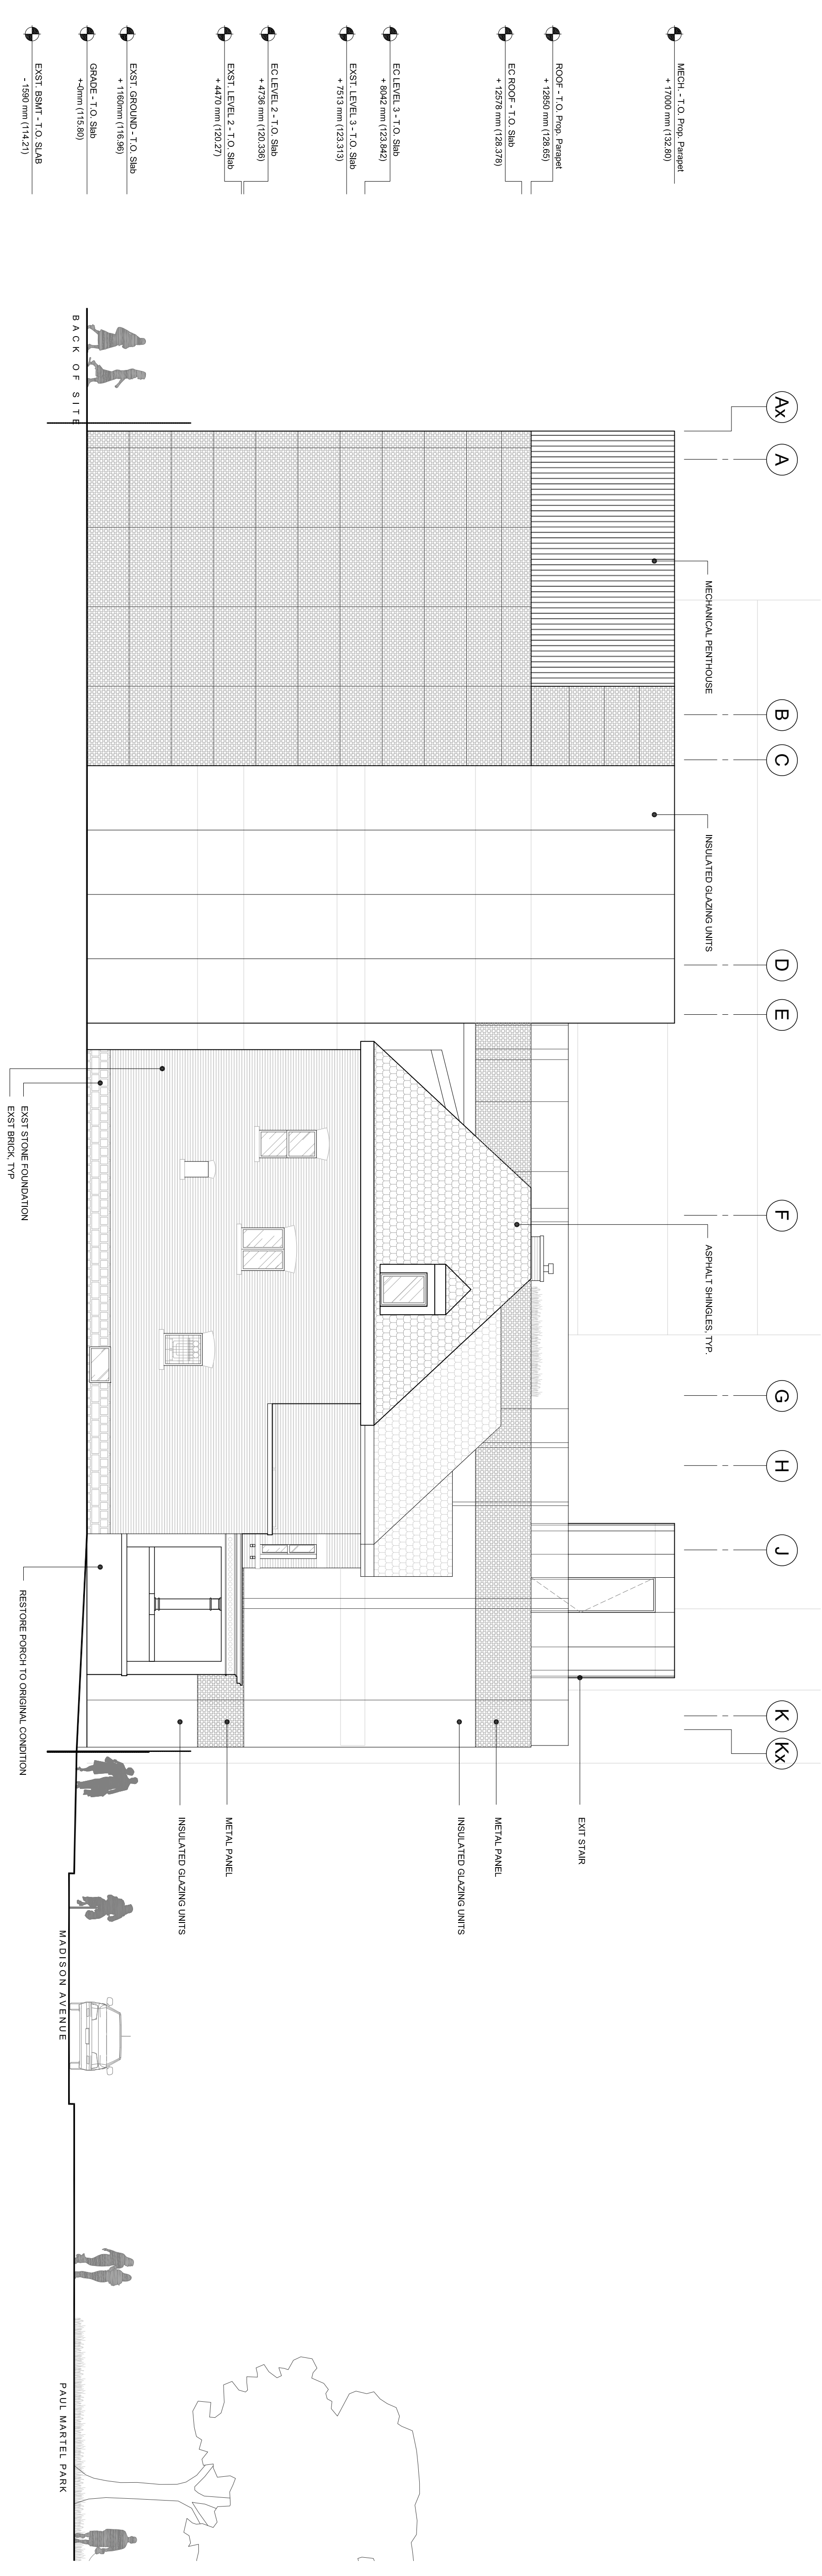 MECH. - T.O. Prop. Parapet
+ 17000 mm (132.80)
ROOF - T.O. Prop. Parapet
+ 12850 mm (128.65)
EC ROOF - T.O. Slab
+ 12578 mm (128.378)
EC LEVEL 3 - T.O. Slab
+ 8042 mm (123.842)
EXST. LEVEL 3 - T.O. Slab
+ 7513 mm (123.313)
EC LEVEL 2 - T.O. Slab
+ 4736 mm (120.336)
EXST. LEVEL 2 - T.O. Slab
+ 4470 mm (120.27)
EXST. GROUND - T.O. Slab
+ 1160mm (116.96)
GRADE - T.O. Slab
+-0mm (115.80)
EXST. BSMT - T.O. SLAB
- 1590 mm (114.21)
Ax
A
B
C
D
E
F
G
H
J
K
Kx
MECHANICAL PENTHOUSE
INSULATED GLAZING UNITS
ASPHALT SHINGLES, TYP.
EXIT STAIR
METAL PANEL
INSULATED GLAZING UNITS
METAL PANEL
INSULATED GLAZING UNITS
BACK OF SITE
EXST STONE FOUNDATION
EXST BRICK, TYP
RESTORE PORCH TO ORIGINAL CONDITION
MADISON AVENUE
PAUL MARTEL PARK